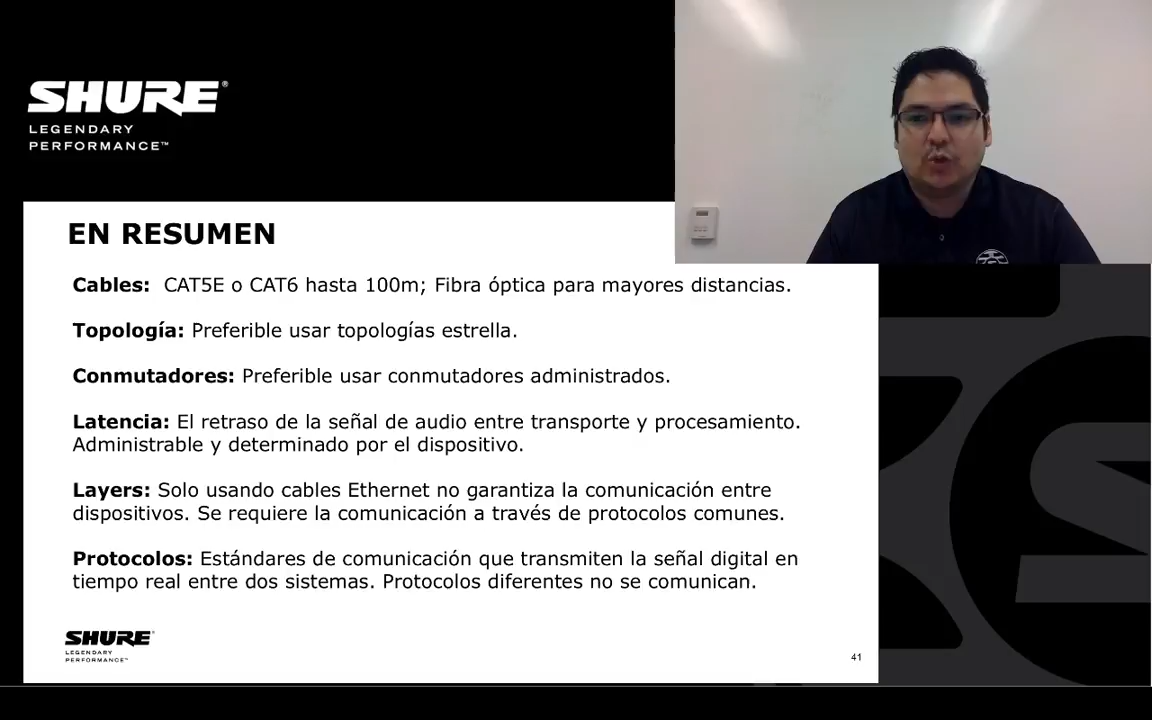 SHURE®
LEGENDARY
PERFORMANCE™
EN RESUMEN
Cables: CAT5E o CAT6 hasta 100m; Fibra óptica para mayores distancias.
Topología: Preferible usar topologías estrella.
Conmutadores: Preferible usar conmutadores administrados.
Latencia: El retraso de la señal de audio entre transporte y procesamiento.
Administrable y determinado por el dispositivo.
Layers: Solo usando cables Ethernet no garantiza la comunicación entre
dispositivos. Se requiere la comunicación a través de protocolos comunes.
Protocolos: Estándares de comunicación que transmiten la señal digital en
tiempo real entre dos sistemas. Protocolos diferentes no se comunican.
SHURE®
LEGENDARY
PERFORMANCE™
41